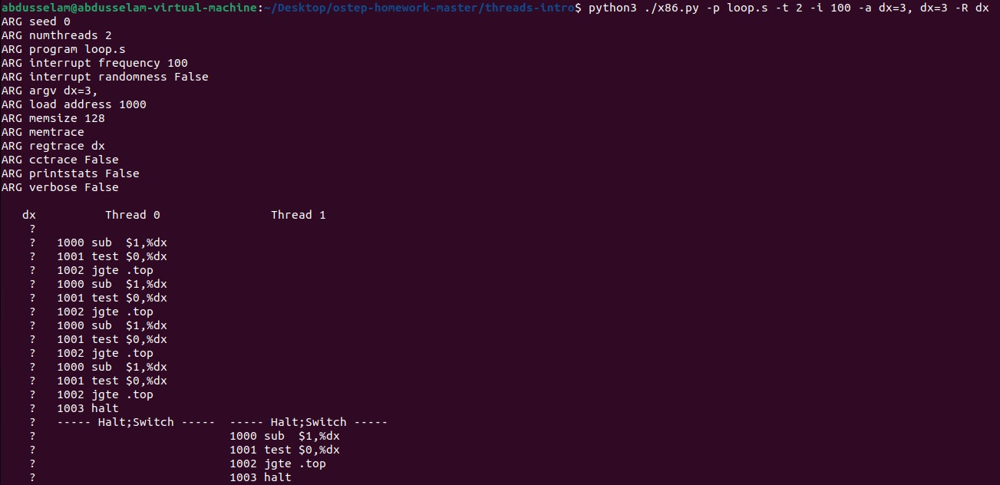 abdusselam@abdusselam-virtual-machine:~/Desktop/ostep-homework-master/threads-intro$ python3 ./x86.py -p loop.s -t 2 -i 100 -a dx=3, dx=3 -R dx
ARG seed 0
ARG numthreads 2
ARG program loop.s
ARG interrupt frequency 100
ARG interrupt randomness False
ARG argv dx=3,
ARG load address 1000
ARG memsize 128
ARG memtrace
ARG regtrace dx
ARG cctrace False
ARG printstats False
ARG verbose False
   dx          Thread 0                Thread 1
    ?
    ?   1000 sub  $1,%dx
    ?   1001 test $0,%dx
    ?   1002 jgte .top
    ?   1000 sub  $1,%dx
    ?   1001 test $0,%dx
    ?   1002 jgte .top
    ?   1000 sub  $1,%dx
    ?   1001 test $0,%dx
    ?   1002 jgte .top
    ?   1000 sub  $1,%dx
    ?   1001 test $0,%dx
    ?   1002 jgte .top
    ?   1003 halt
    ?   ----- Halt;Switch -----  ----- Halt;Switch -----
    ?                            1000 sub  $1,%dx
    ?                            1001 test $0,%dx
    ?                            1002 jgte .top
    ?                            1003 halt